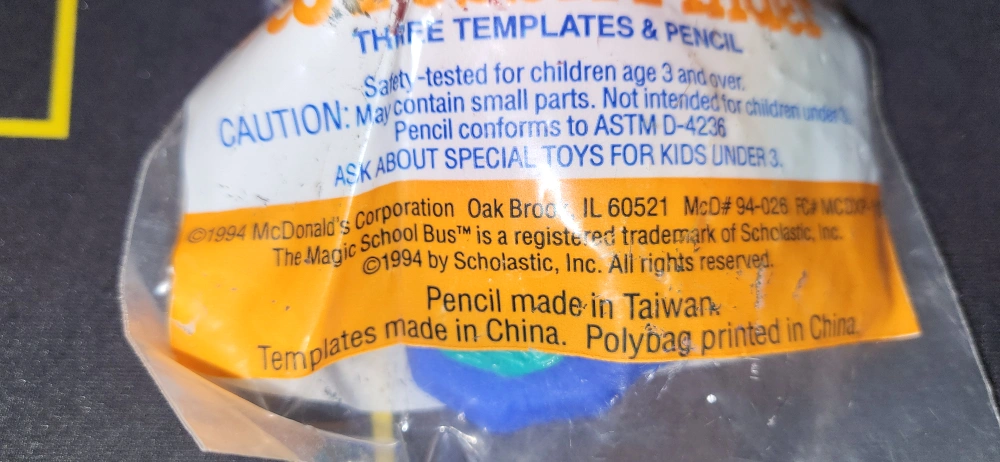 THREE TEMPLATES & PENCIL
Safety-tested for children age 3 and over.
CAUTION: May contain small parts. Not intended for children under 3.
Pencil conforms to ASTM D-4236
ASK ABOUT SPECIAL TOYS FOR KIDS UNDER 3.
©1994 McDonald's Corporation Oak Brook, IL 60521 McD# 94-026
The Magic School Bus™ is a registered trademark of Scholastic, Inc.
©1994 by Scholastic, Inc. All rights reserved.
Pencil made in Taiwan.
Templates made in China. Polybag printed in China.